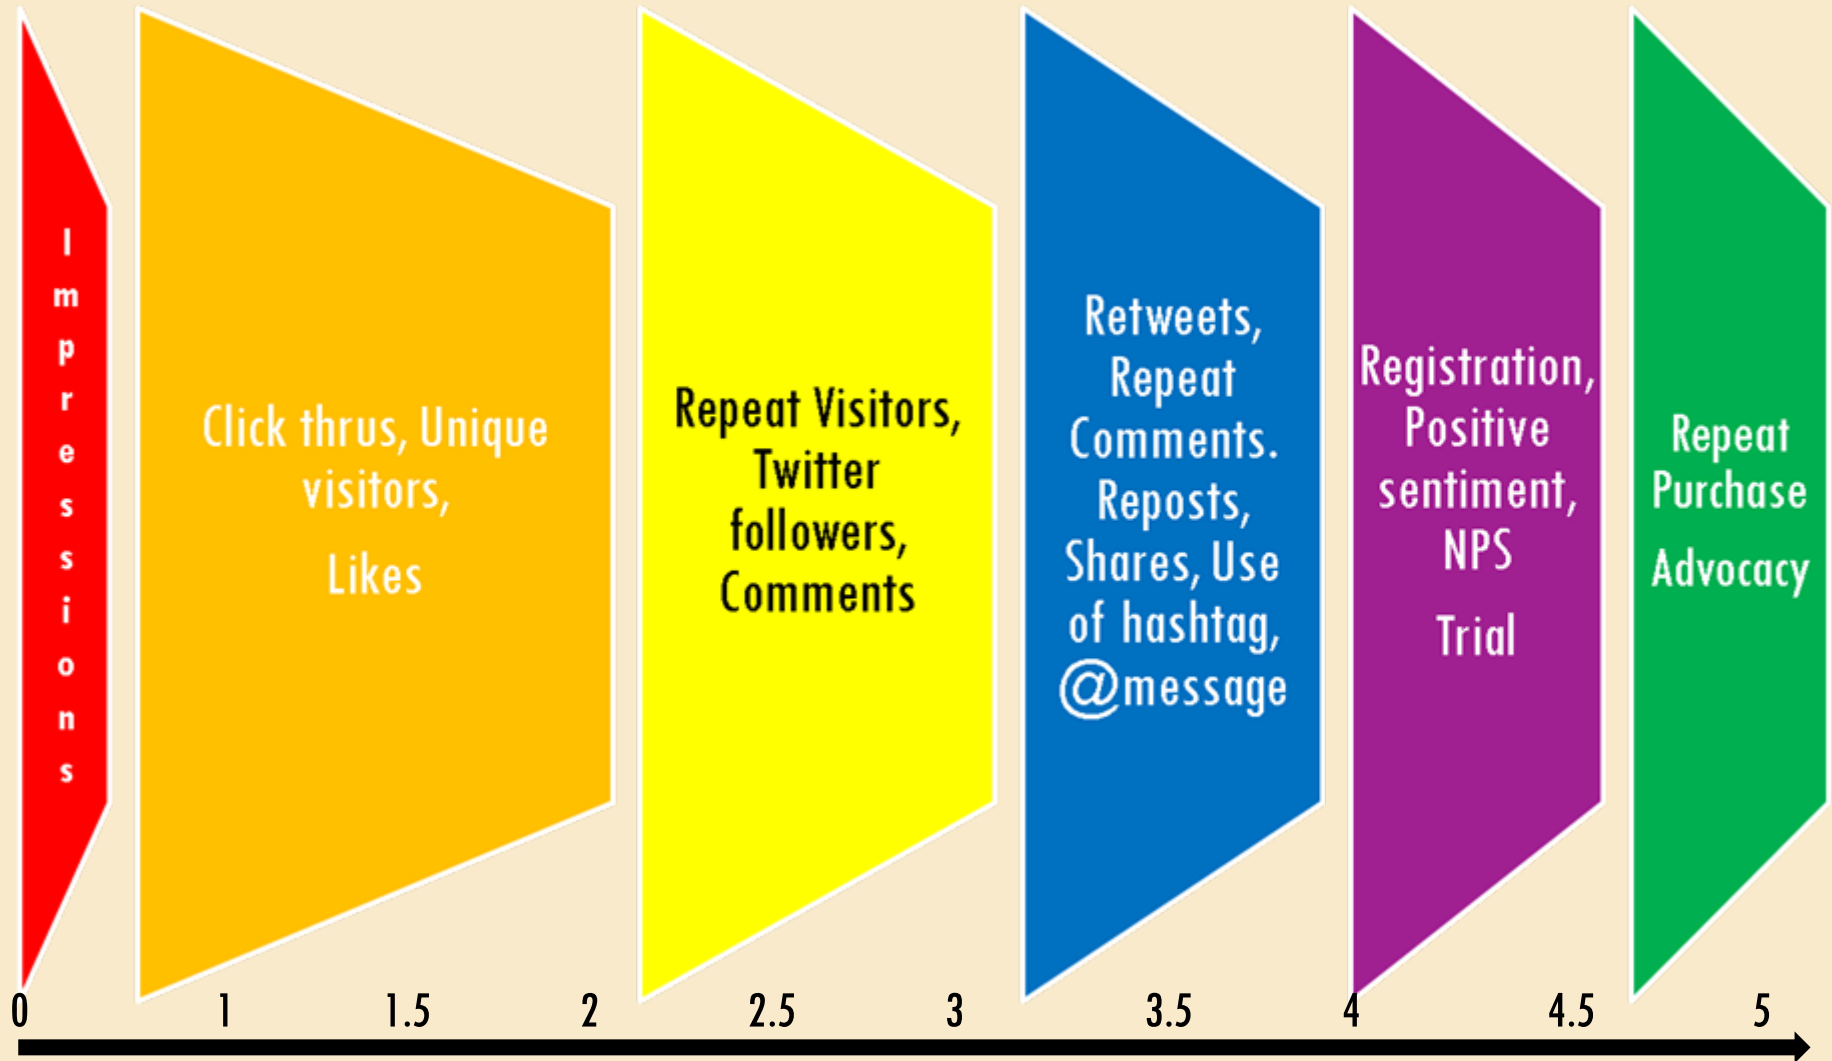 Impressions
Click thrus, Unique
visitors,
Likes
Repeat Visitors,
Twitter
followers,
Comments
Retweets,
Repeat
Comments.
Reposts,
Shares, Use
of hashtag,
@message
Registration,
Positive
sentiment,
NPS
Trial
Repeat
Purchase
Advocacy
0 1 1.5 2 2.5 3 3.5 4 4.5 5